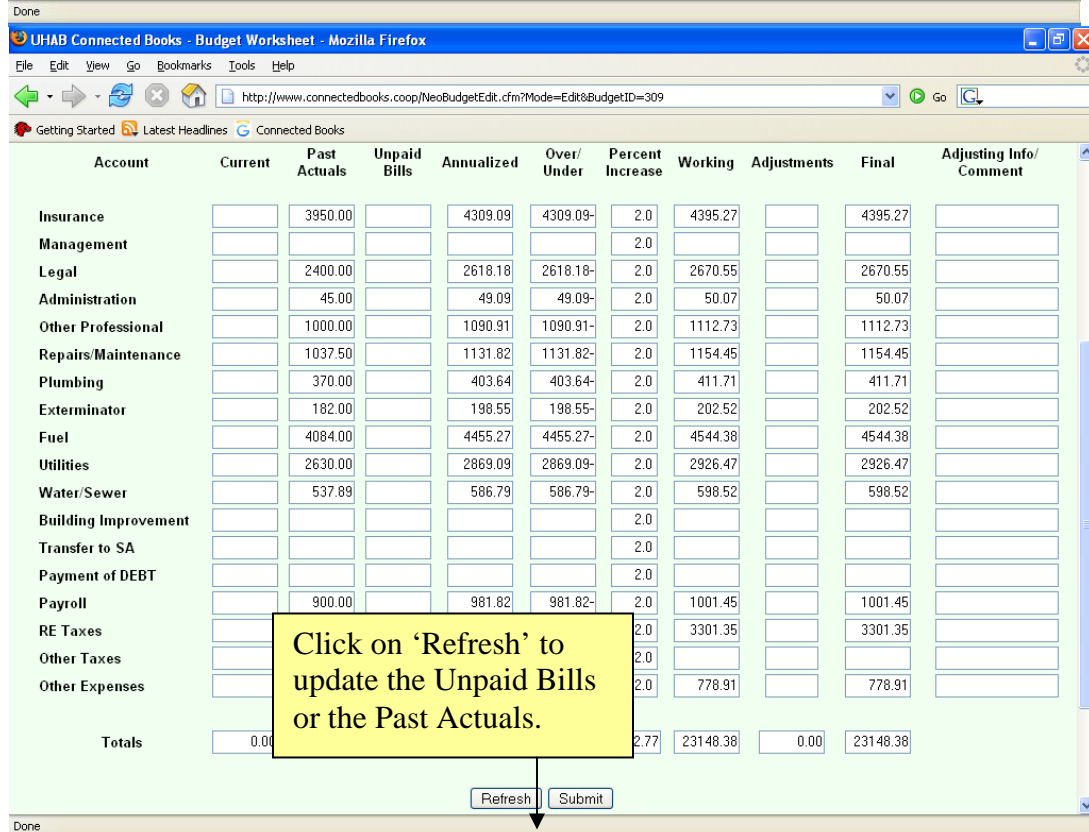 Done
UHAB Connected Books - Budget Worksheet - Mozilla Firefox
File Edit View Go Bookmarks Tools Help
http://www.connectedbooks.coop/NeoBudgetEdit.cfm?Mode=Edit&BudgetID=309 Go
Getting Started Latest Headlines Connected Books
Account Current Past Actuals Unpaid Bills Annualized Over/ Under Percent Increase Working Adjustments Final Adjusting Info/ Comment
Insurance 3950.00 4309.09 4309.09- 2.0 4395.27 4395.27
Management 2.0
Legal 2400.00 2618.18 2618.18- 2.0 2670.55 2670.55
Administration 45.00 49.09 49.09- 2.0 50.07 50.07
Other Professional 1000.00 1090.91 1090.91- 2.0 1112.73 1112.73
Repairs/Maintenance 1037.50 1131.82 1131.82- 2.0 1154.45 1154.45
Plumbing 370.00 403.64 403.64- 2.0 411.71 411.71
Exterminator 182.00 198.55 198.55- 2.0 202.52 202.52
Fuel 4084.00 4455.27 4455.27- 2.0 4544.38 4544.38
Utilities 2630.00 2869.09 2869.09- 2.0 2926.47 2926.47
Water/Sewer 537.89 586.79 586.79- 2.0 598.52 598.52
Building Improvement 2.0
Transfer to SA 2.0
Payment of DEBT 2.0
Payroll 900.00 981.82 981.82- 2.0 1001.45 1001.45
RE Taxes 2.0 3301.35 3301.35
Other Taxes 2.0
Other Expenses 2.0 778.91 778.91
Click on ‘Refresh’ to
update the Unpaid Bills
or the Past Actuals.
Totals 0.00 2.77 23148.38 0.00 23148.38
Refresh Submit
Done